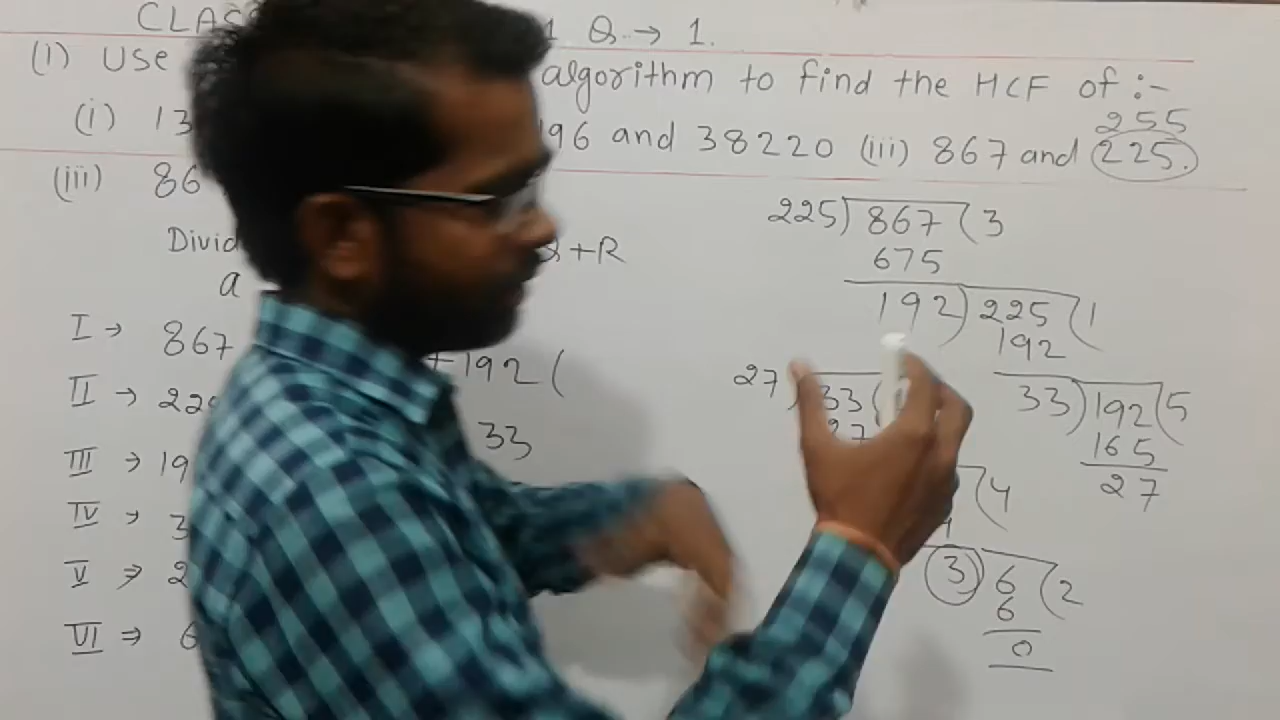 CLAS 1 Q. → 1.
(1) Use algorithm to find the HCF of :-
255
(i) 13 196 and 38220 (iii) 867 and 225.
(iii) 86
225) 867 ( 3
Divid +R
675
a
192) 225 ( 1
I → 867 +192 (
192
27) 33 (
33) 192 ( 5
II → 22
27
33
165
III → 19
27
( 4
IV → 3
V ⇒ 2
3) 6 ( 2
6
VI ⇒ 6
0